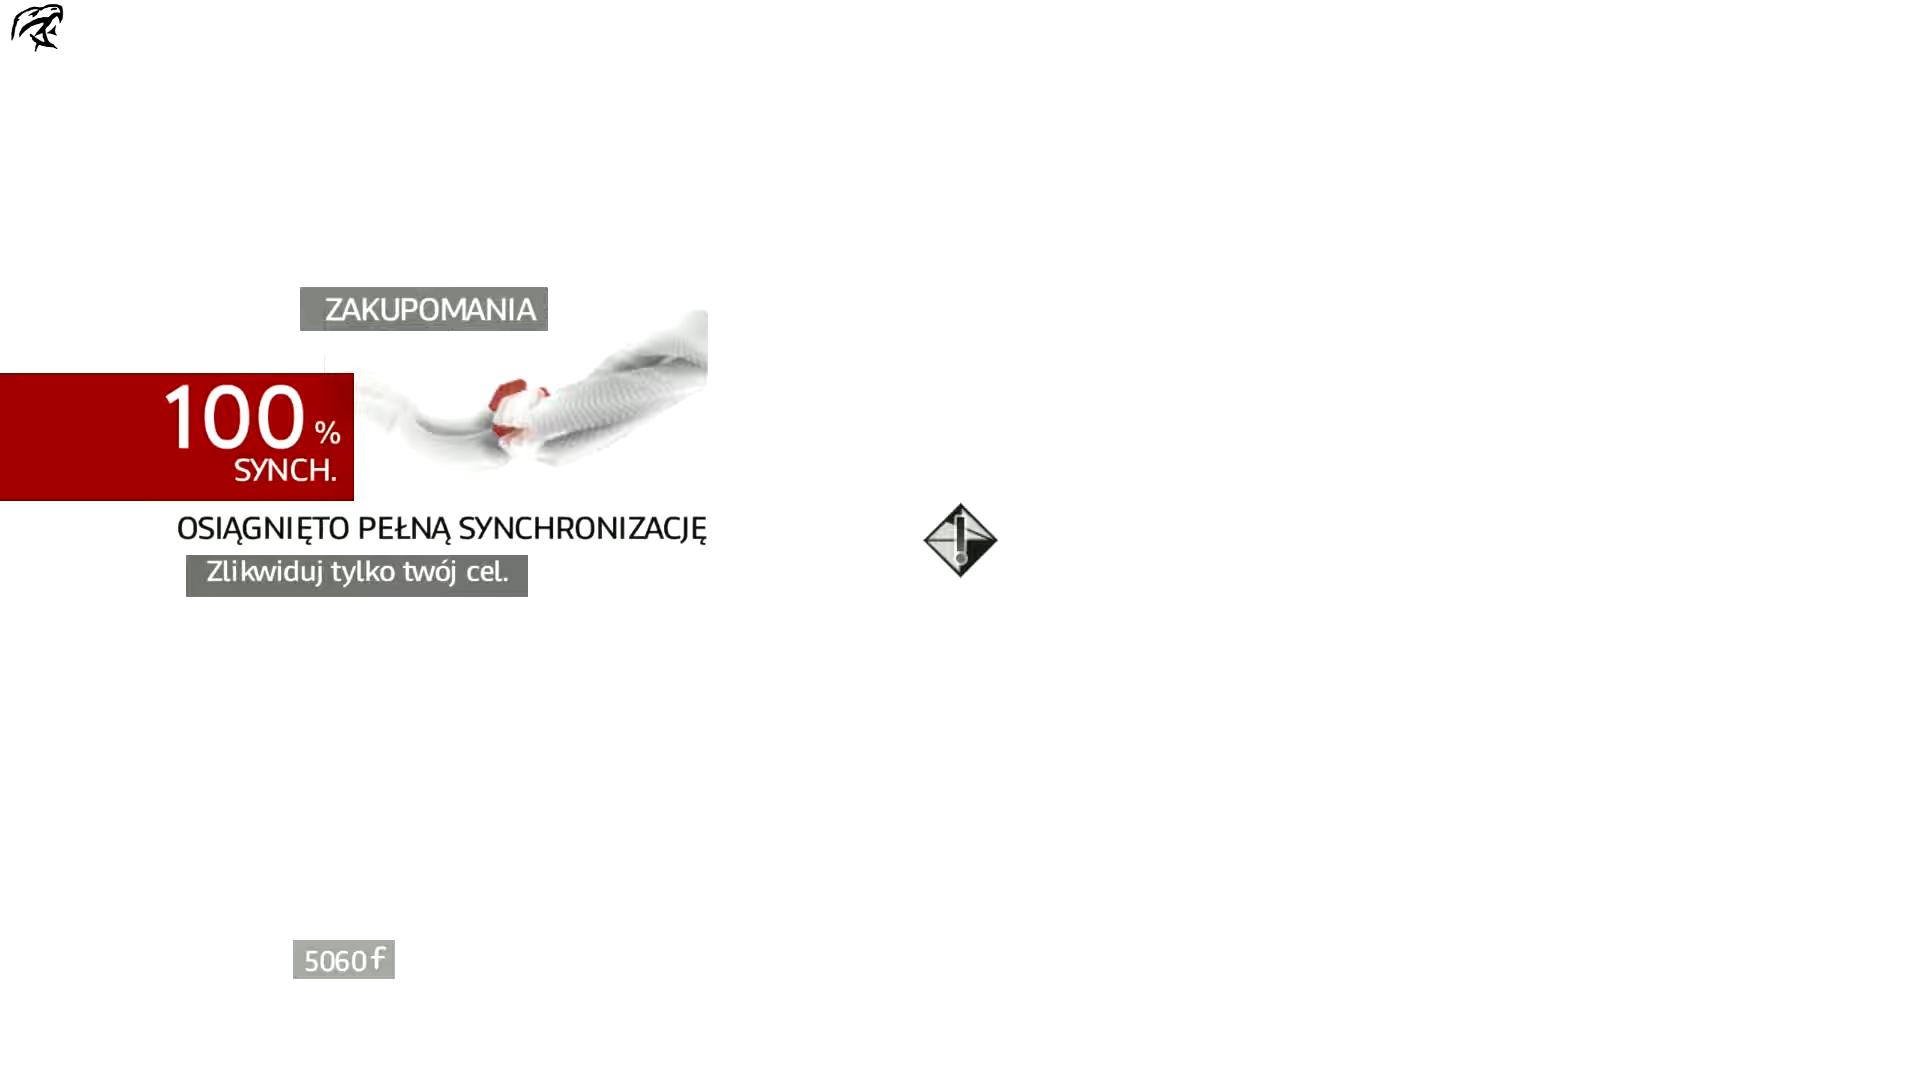 ZAKUPOMANIA
100 %
SYNCH.
OSIĄGNIĘTO PEŁNĄ SYNCHRONIZACJĘ
Zlikwiduj tylko twój cel.
5060 f